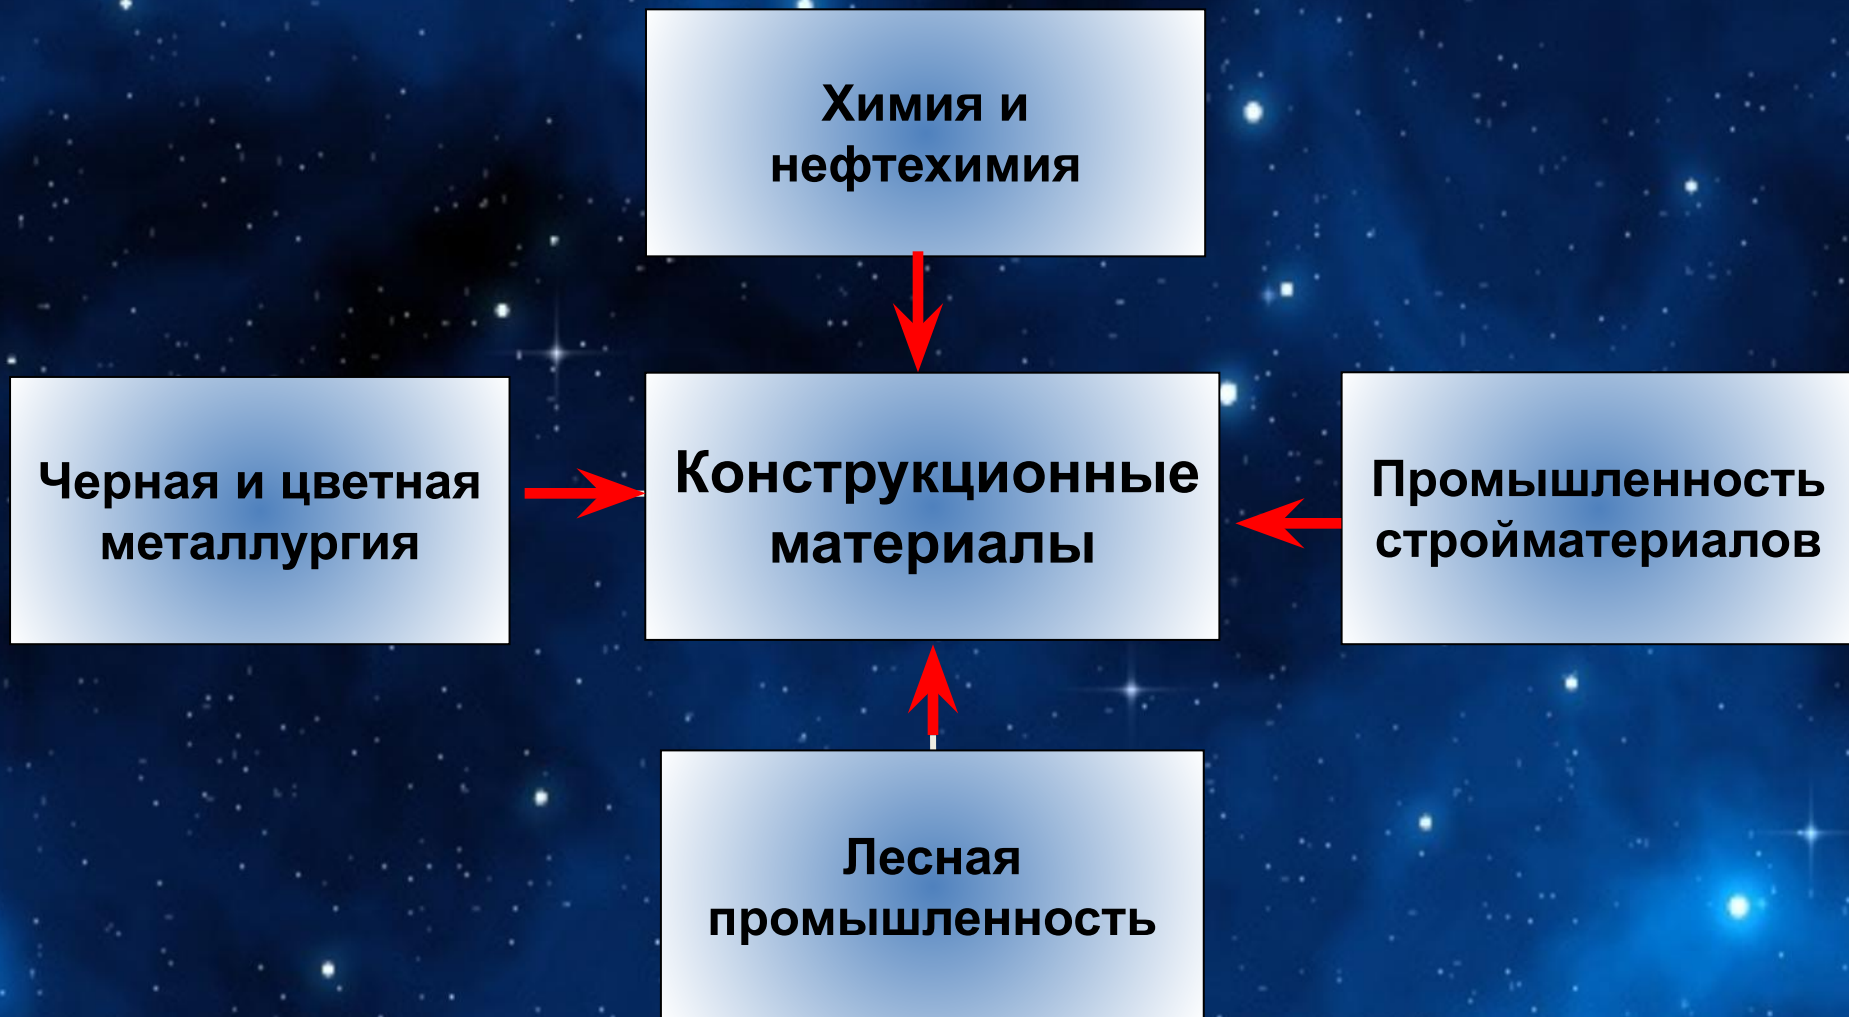 Химия и
нефтехимия
Черная и цветная
металлургия
Конструкционные
материалы
Промышленность
стройматериалов
Лесная
промышленность